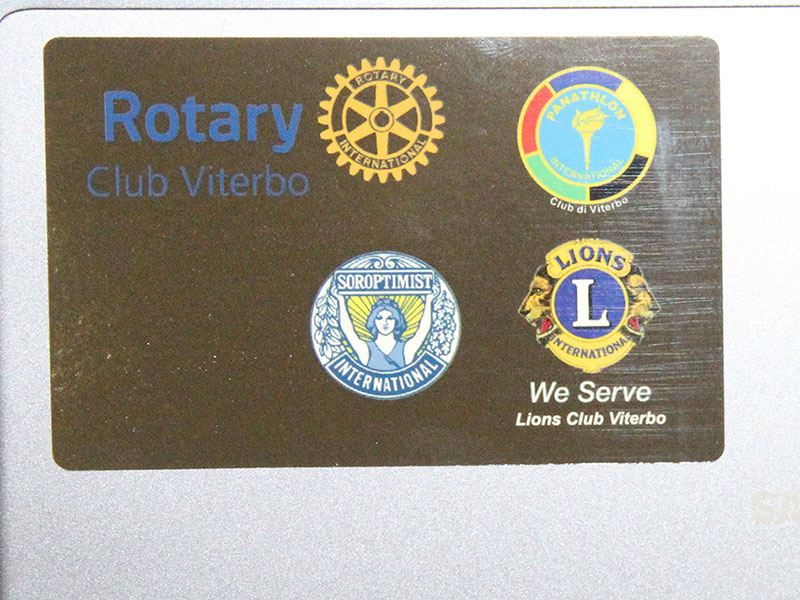 Rotary
Club Viterbo
ROTARY
INTERNATIONAL
PANATHLON
INTERNATIONAL
Club di Viterbo
SOROPTIMIST
INTERNATIONAL
LIONS
L
INTERNATIONAL
We Serve
Lions Club Viterbo
SA